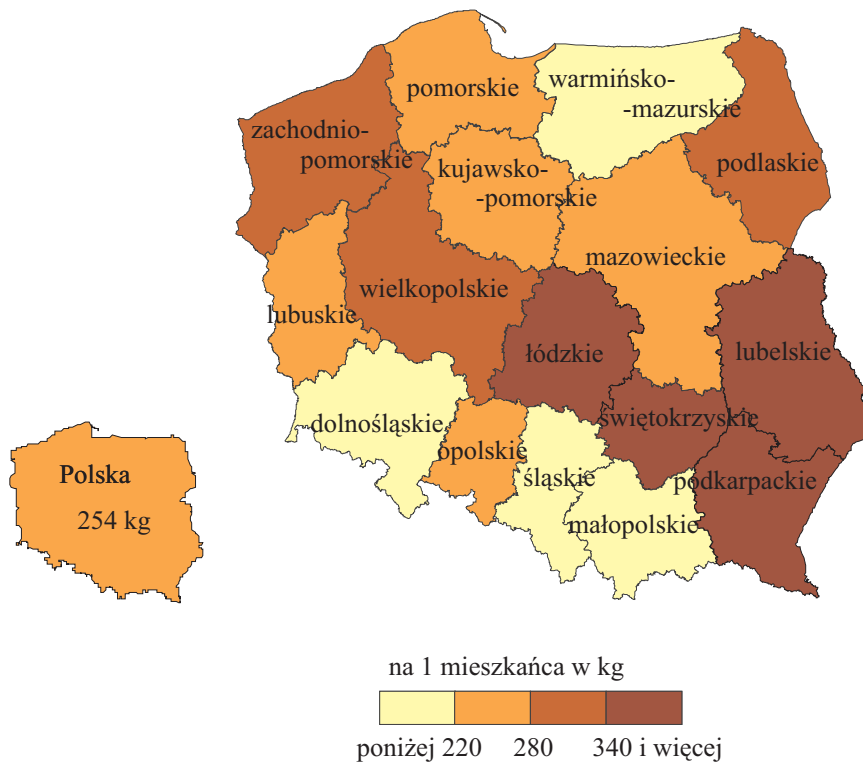 pomorskie
warmińsko-
-mazurskie
zachodnio-
pomorskie
podlaskie
kujawsko-
-pomorskie
mazowieckie
wielkopolskie
lubuskie
łódzkie
lubelskie
dolnośląskie
świętokrzyskie
opolskie
śląskie
podkarpackie
małopolskie
Polska
254 kg
na 1 mieszkańca w kg
poniżej 220 280 340 i więcej